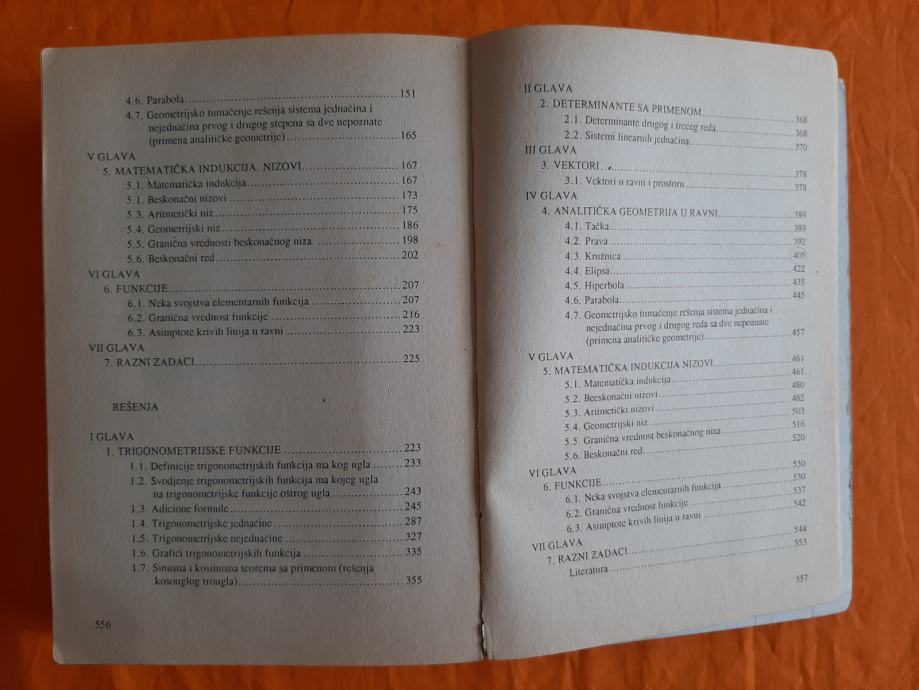 4.6. Parabola 151
4.7. Geometrijsko tumačenje rešenja sistema jednačina i
nejednačina prvog i drugog stepena sa dve nepoznate
(primena analitičke geometrije) 165
V GLAVA
5. MATEMATIČKA INDUKCIJA. NIZOVI 167
5.1. Matematička indukcija 167
5.1. Beskonačni nizovi 173
5.3. Aritmetički niz 175
5.4. Geometrijski niz 186
5.5. Granična vrednosti beskonačnog niza 198
5.6. Beskonačni red 202
VI GLAVA
6. FUNKCIJE 207
6.1. Neka svojstva elementarnih funkcija 207
6.2. Granična vrednost funkcije 216
6.3. Asimptote krivih linija u ravni 223
VII GLAVA
7. RAZNI ZADACI 225
REŠENJA
I GLAVA
1. TRIGONOMETRIJSKE FUNKCIJE 223
1.1. Definicije trigonometrijskih funkcija ma kog ugla 233
1.2. Svodjenje trigonometrijskih funkcija ma kojeg ugla
na trigonometrijske funkcije oštrog ugla 243
1.3. Adicione formule 245
1.4. Trigonometrijske jednačine 287
1.5. Trigonometrijske nejednačine 327
1.6. Grafici trigonometrijskih funkcija 335
1.7. Sinusna i kosinusna teorema sa primenom (rešenja
kosouglog trougla) 355
556
II GLAVA
2. DETERMINANTE SA PRIMENOM 368
2.1. Determinante drugog i trećeg reda 368
2.2. Sistemi linearnih jednačina 370
III GLAVA
3. VEKTORI 378
3.1. Vektori u ravni i prostoru 378
IV GLAVA
4. ANALITIČKA GEOMETRIJA U RAVNI 389
4.1. Tačka 389
4.2. Prava 392
4.3. Kružnica 405
4.4. Elipsa 422
4.5. Hiperbola 435
4.6. Parabola 445
4.7. Geometrijsko tumačenje rešenja sistema jednačina i
nejednačina prvog i drugog reda sa dve nepoznate
(primena analitičke geometrije) 457
V GLAVA
5. MATEMATIČKA INDUKCIJA NIZOVI 461
5.1. Matematička indukcija 461
5.2. Beeskonačni nizovi 480
5.3. Aritmetički nizovi 482
5.4. Geometrijski niz 503
5.5. Granična vrednost beskonačnog niza 516
5.6. Beskonačni red 520
VI GLAVA
6. FUNKCIJE 530
6.1. Neka svojstva elementarnih funkcija 530
6.2. Granična vrednost funkcije 537
6.3. Asimptote krivih linija u ravni 542
VII GLAVA
7. RAZNI ZADACI 544
Literatura 553
557